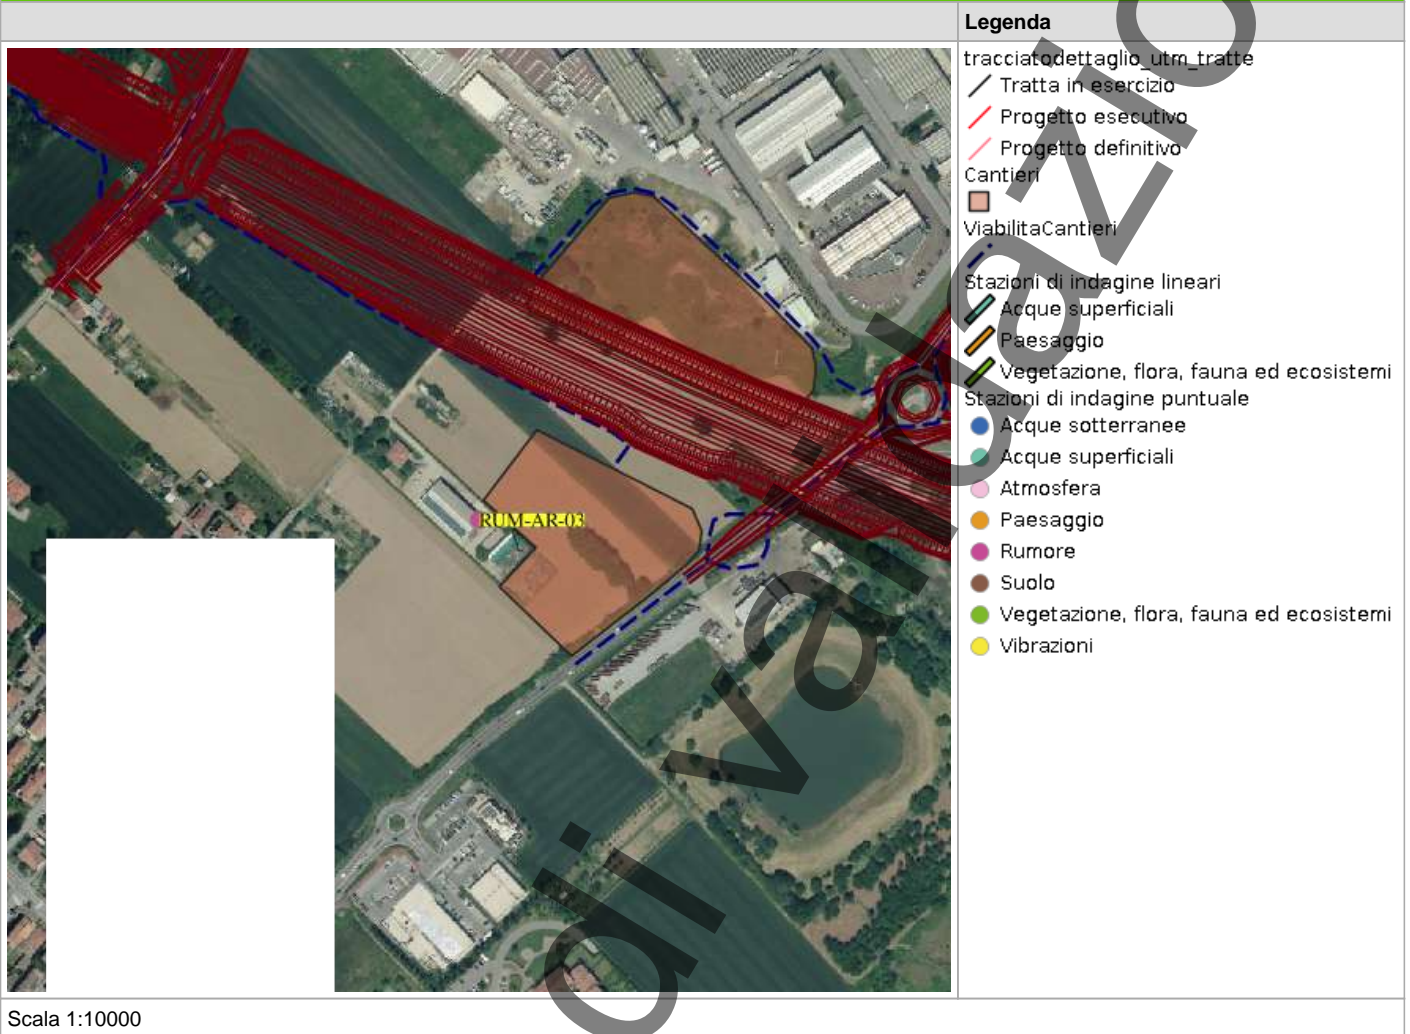 Legenda
tracciatodettaglio_utm_tratte
Tratta in esercizio
Progetto esecutivo
Progetto definitivo
Cantieri
ViabilitaCantieri
Stazioni di indagine lineari
Acque superficiali
Paesaggio
Vegetazione, flora, fauna ed ecosistemi
Stazioni di indagine puntuale
Acque sotterranee
Acque superficiali
Atmosfera
Paesaggio
Rumore
Suolo
Vegetazione, flora, fauna ed ecosistemi
Vibrazioni
RUM-AR-03
di validazio
Scala 1:10000